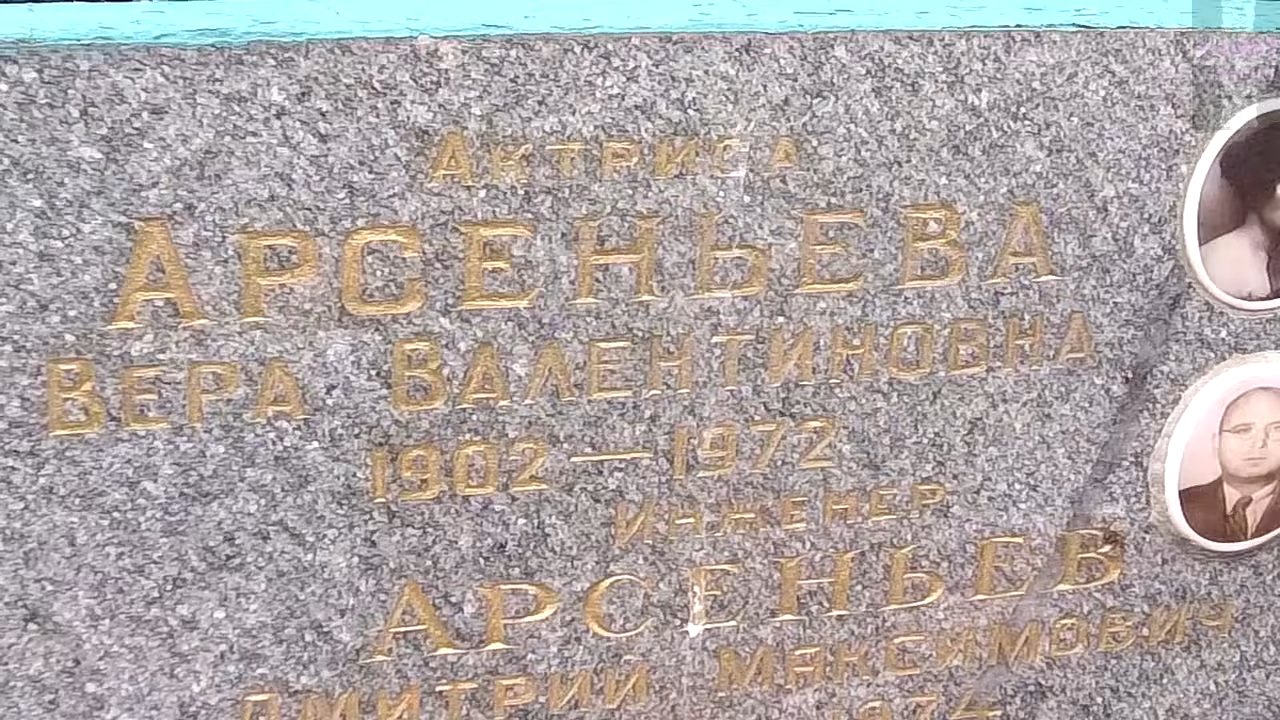 Актриса
АРСЕНЬЕВА
ВЕРА ВАЛЕНТИНОВНА
1902—1972
ИНЖЕНЕР
АРСЕНЬЕВ
ДМИТРИЙ МАКСИМОВИЧ